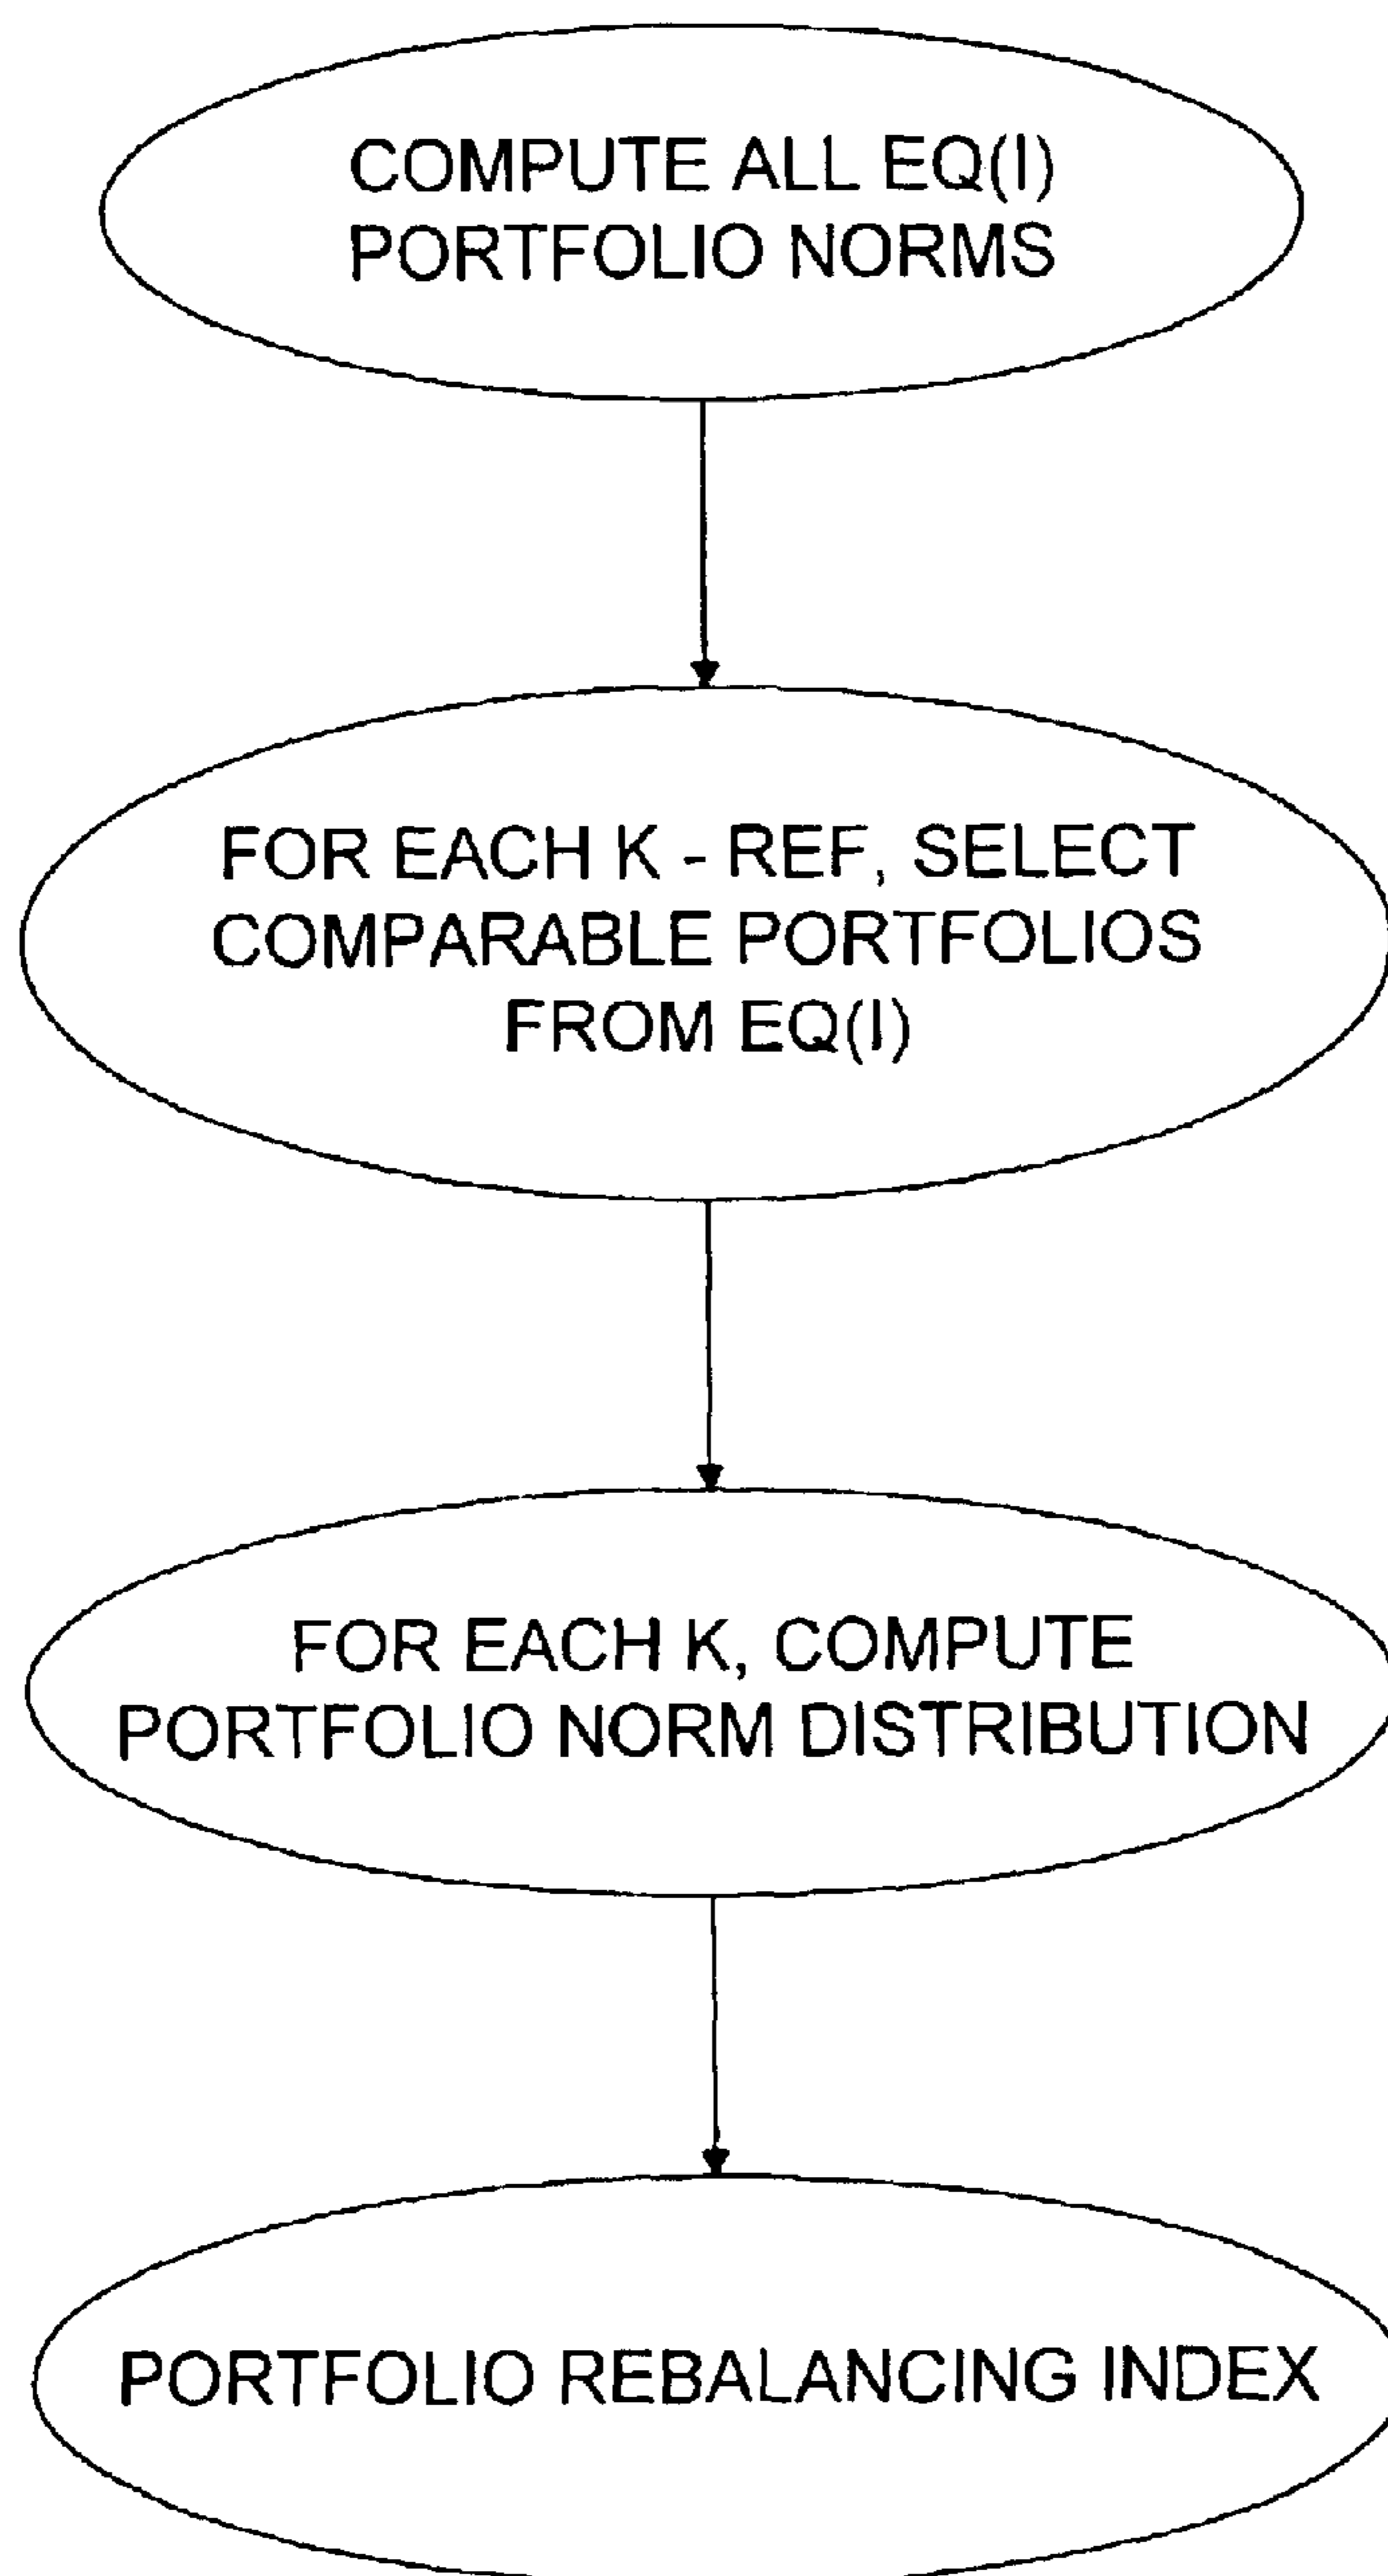 COMPUTE ALL EQ(I)
PORTFOLIO NORMS
FOR EACH K - REF, SELECT
COMPARABLE PORTFOLIOS
FROM EQ(I)
FOR EACH K, COMPUTE
PORTFOLIO NORM DISTRIBUTION
PORTFOLIO REBALANCING INDEX